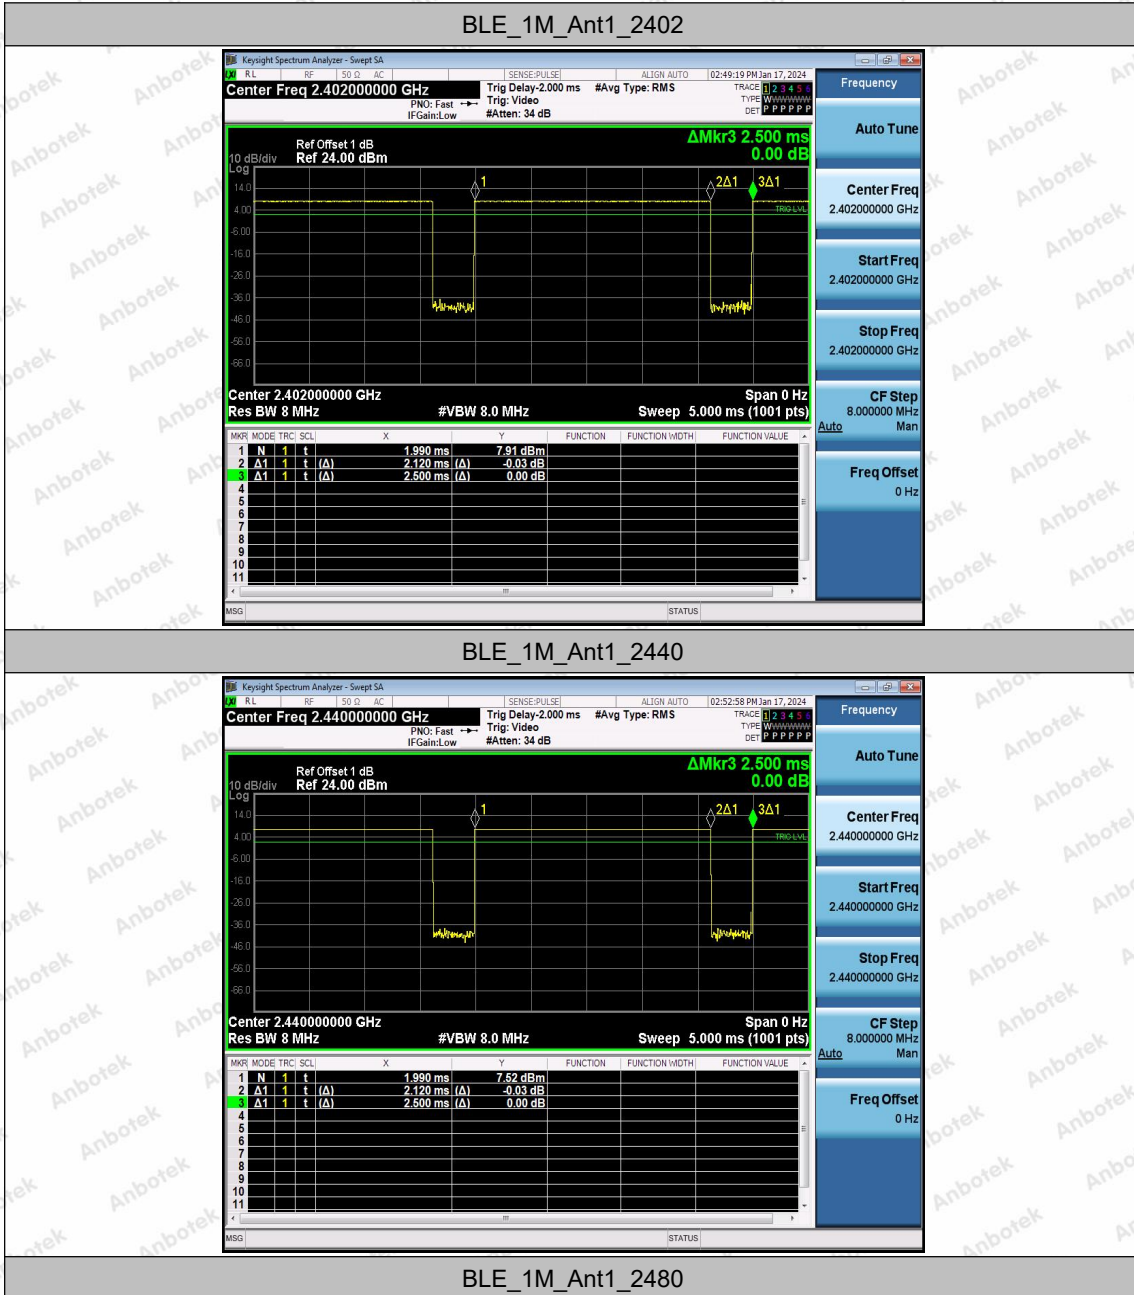 BLE_1M_Ant1_2402
Keysight Spectrum Analyzer - Swept SA
LXI RL RF 50 Ω AC SENSE:PULSE ALIGN AUTO 02:49:19 PM Jan 17, 2024
Center Freq 2.402000000 GHz Trig Delay-2.000 ms #Avg Type: RMS TRACE 1 2 3 4 5 6
PNO: Fast Trig: Video TYPE WWWWWW
IFGain:Low #Atten: 34 dB DET P P P P P P
Ref Offset 1 dB ΔMkr3 2.500 ms
10 dB/div Ref 24.00 dBm 0.00 dB
Log
1 2Δ1 3Δ1
14.0
4.00
TRIG LVL
-6.00
-16.0
-26.0
-36.0
-46.0
-56.0
-66.0
Center 2.402000000 GHz Span 0 Hz
Res BW 8 MHz #VBW 8.0 MHz Sweep 5.000 ms (1001 pts)
MKR MODE TRC SCL X Y FUNCTION FUNCTION WIDTH FUNCTION VALUE
1 N 1 t 1.990 ms 7.91 dBm
2 Δ1 1 t (Δ) 2.120 ms (Δ) -0.03 dB
3 Δ1 1 t (Δ) 2.500 ms (Δ) 0.00 dB
4
5
6
7
8
9
10
11
MSG STATUS
Frequency
Auto Tune
Center Freq
2.402000000 GHz
Start Freq
2.402000000 GHz
Stop Freq
2.402000000 GHz
CF Step
8.000000 MHz
Auto Man
Freq Offset
0 Hz
BLE_1M_Ant1_2440
Keysight Spectrum Analyzer - Swept SA
LXI RL RF 50 Ω AC SENSE:PULSE ALIGN AUTO 02:52:58 PM Jan 17, 2024
Center Freq 2.440000000 GHz Trig Delay-2.000 ms #Avg Type: RMS TRACE 1 2 3 4 5 6
PNO: Fast Trig: Video TYPE WWWWWW
IFGain:Low #Atten: 34 dB DET P P P P P P
Ref Offset 1 dB ΔMkr3 2.500 ms
10 dB/div Ref 24.00 dBm 0.00 dB
Log
1 2Δ1 3Δ1
14.0
4.00
TRIG LVL
-6.00
-16.0
-26.0
-36.0
-46.0
-56.0
-66.0
Center 2.440000000 GHz Span 0 Hz
Res BW 8 MHz #VBW 8.0 MHz Sweep 5.000 ms (1001 pts)
MKR MODE TRC SCL X Y FUNCTION FUNCTION WIDTH FUNCTION VALUE
1 N 1 t 1.990 ms 7.52 dBm
2 Δ1 1 t (Δ) 2.120 ms (Δ) -0.03 dB
3 Δ1 1 t (Δ) 2.500 ms (Δ) 0.00 dB
4
5
6
7
8
9
10
11
MSG STATUS
Frequency
Auto Tune
Center Freq
2.440000000 GHz
Start Freq
2.440000000 GHz
Stop Freq
2.440000000 GHz
CF Step
8.000000 MHz
Auto Man
Freq Offset
0 Hz
BLE_1M_Ant1_2480
Anbotek